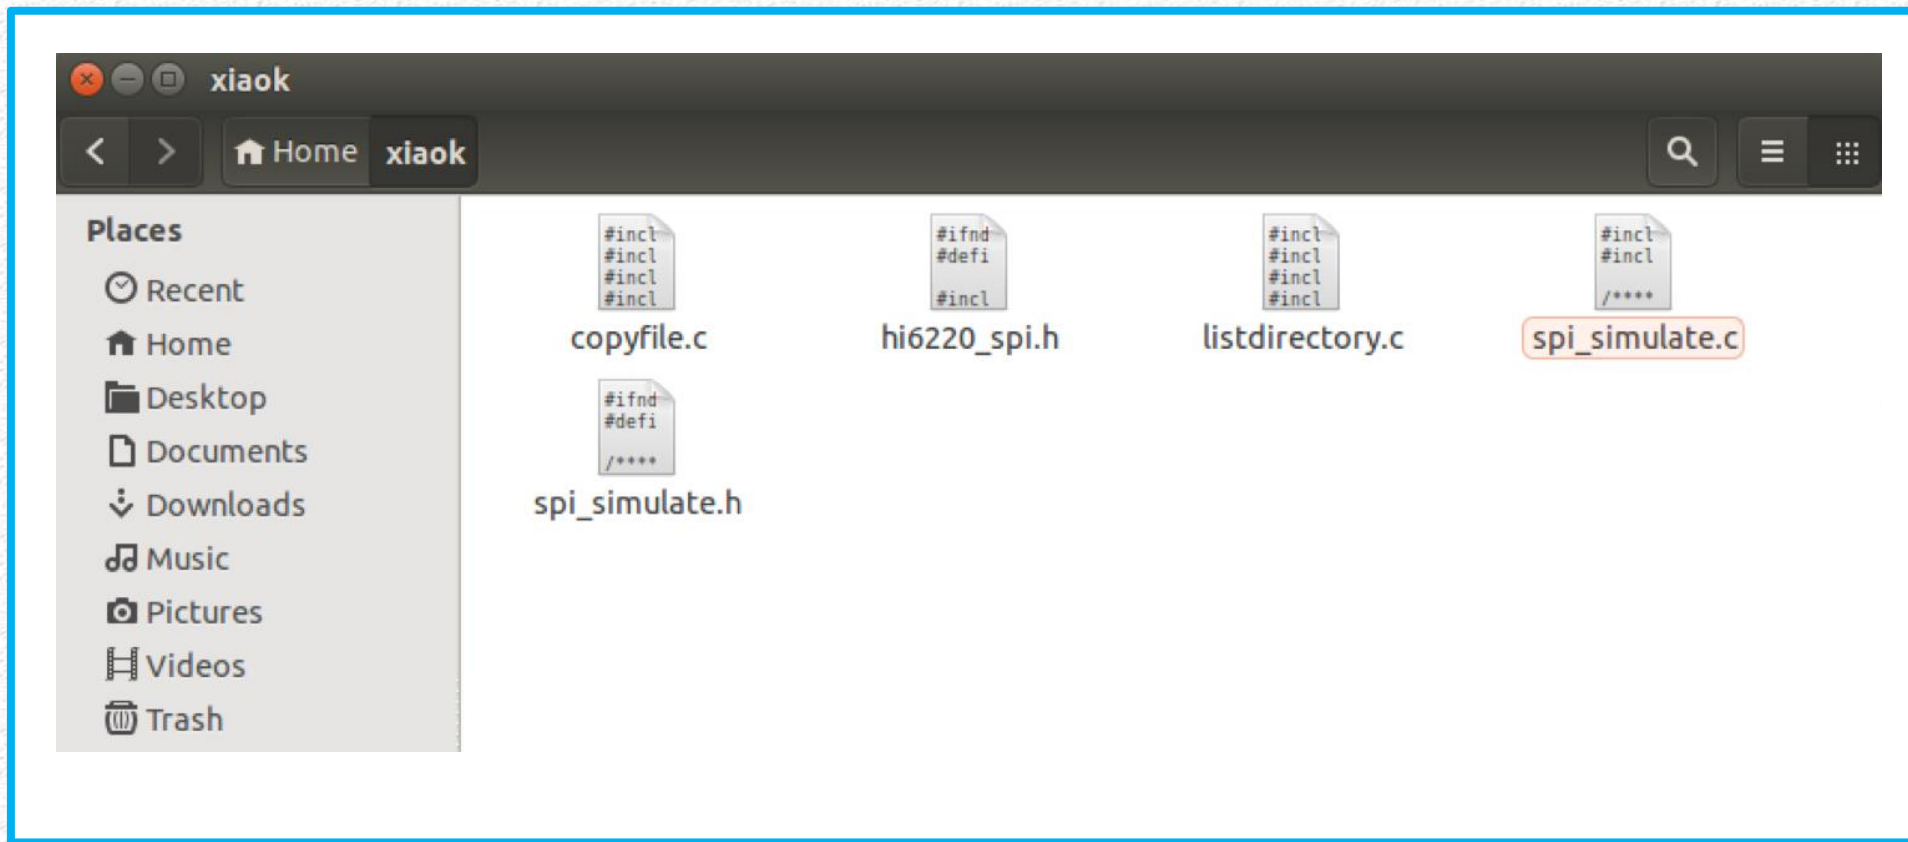 xiaok
Home xiaok
Places
Recent
Home
Desktop
Documents
Downloads
Music
Pictures
Videos
Trash
#incl
#incl
#incl
#incl
copyfile.c
#ifnd
#defi
#incl
hi6220_spi.h
#incl
#incl
#incl
#incl
listdirectory.c
#incl
#incl
/****
spi_simulate.c
#ifnd
#defi
/****
spi_simulate.h